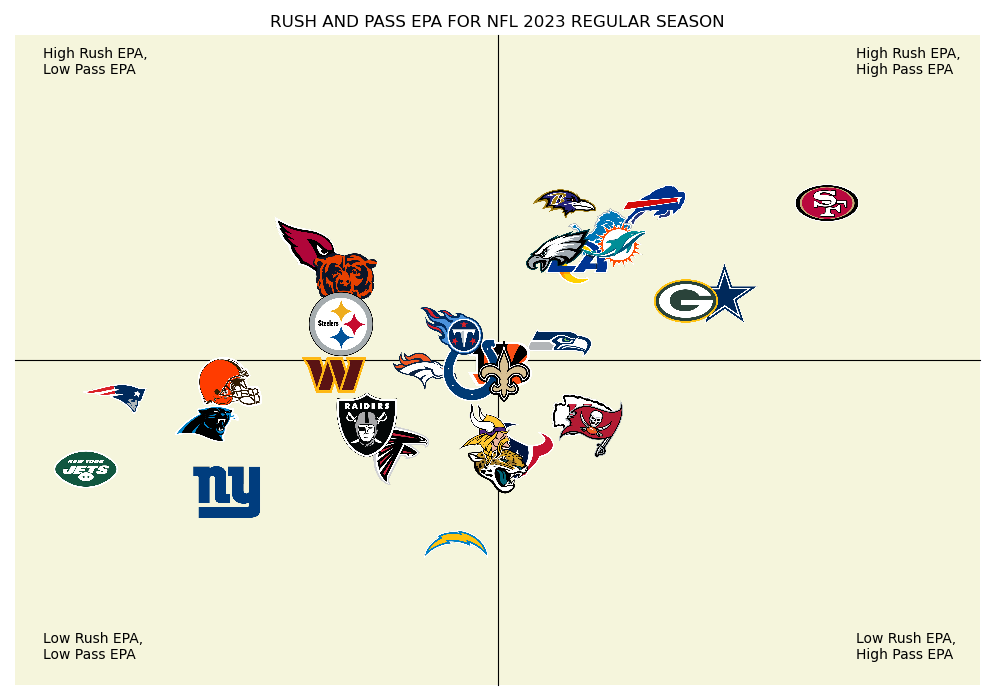 RUSH AND PASS EPA FOR NFL 2023 REGULAR SEASON
High Rush EPA,
Low Pass EPA
High Rush EPA,
High Pass EPA
SF
LA
G
Steelers
T
W
RAIDERS
NEW YORK
JETS
ny
Low Rush EPA,
Low Pass EPA
Low Rush EPA,
High Pass EPA